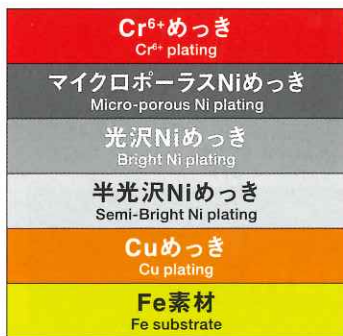 Cr⁶⁺めっき
Cr⁶⁺ plating
マイクロポーラスNiめっき
Micro-porous Ni plating
光沢Niめっき
Bright Ni plating
半光沢Niめっき
Semi-Bright Ni plating
Cuめっき
Cu plating
Fe素材
Fe substrate